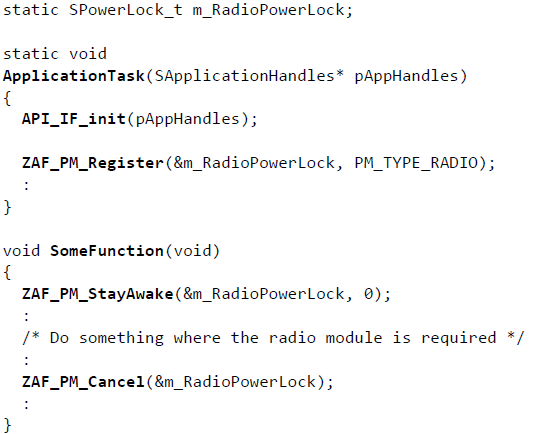 static SPowerLock_t m_RadioPowerLock;

static void
ApplicationTask(SApplicationHandles* pAppHandles)
{
  API_IF_init(pAppHandles);

  ZAF_PM_Register(&m_RadioPowerLock, PM_TYPE_RADIO);
  :
}

void SomeFunction(void)
{
  ZAF_PM_StayAwake(&m_RadioPowerLock, 0);
  :
  /* Do something where the radio module is required */
  :
  ZAF_PM_Cancel(&m_RadioPowerLock);
  :
}